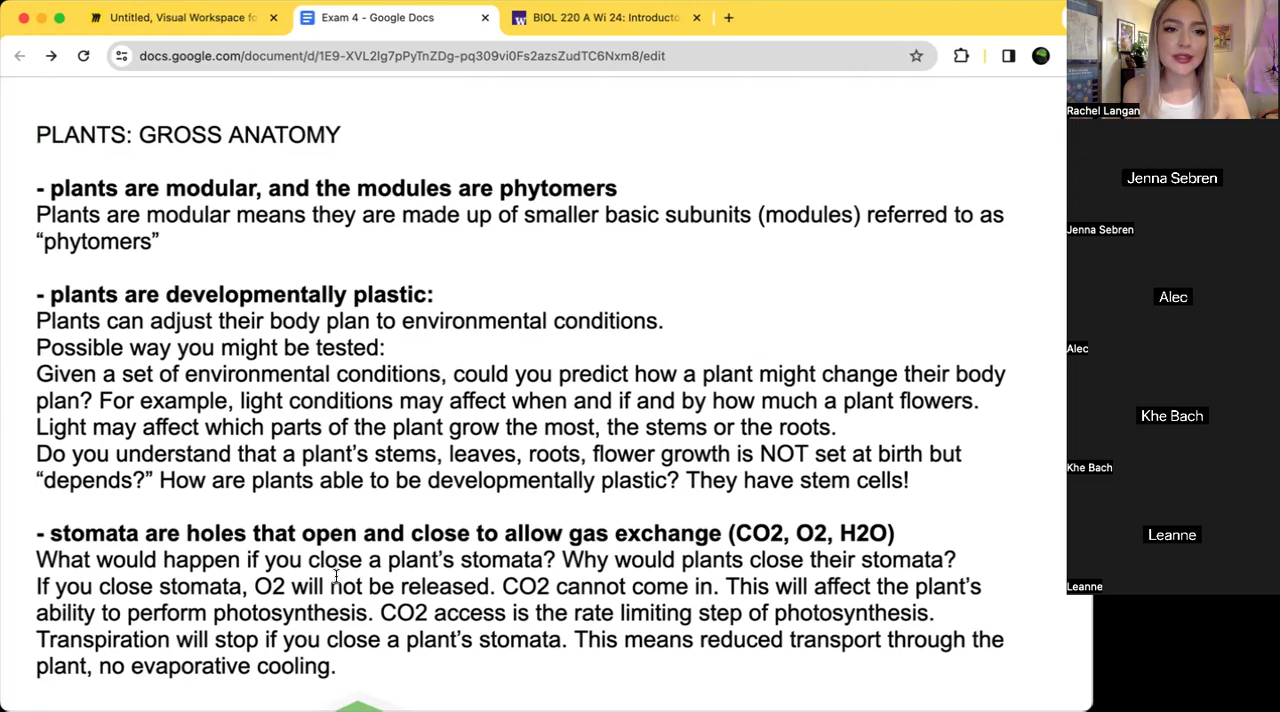 Untitled, Visual Workspace fo
Exam 4 - Google Docs
BIOL 220 A Wi 24: Introducto
docs.google.com/document/d/1E9-XVL2lg7pPyTnZDg-pq309vi0Fs2azsZudTC6Nxm8/edit
PLANTS: GROSS ANATOMY
- plants are modular, and the modules are phytomers
Plants are modular means they are made up of smaller basic subunits (modules) referred to as
“phytomers”
- plants are developmentally plastic:
Plants can adjust their body plan to environmental conditions.
Possible way you might be tested:
Given a set of environmental conditions, could you predict how a plant might change their body
plan? For example, light conditions may affect when and if and by how much a plant flowers.
Light may affect which parts of the plant grow the most, the stems or the roots.
Do you understand that a plant’s stems, leaves, roots, flower growth is NOT set at birth but
“depends?” How are plants able to be developmentally plastic? They have stem cells!
- stomata are holes that open and close to allow gas exchange (CO2, O2, H2O)
What would happen if you close a plant’s stomata? Why would plants close their stomata?
If you close stomata, O2 will not be released. CO2 cannot come in. This will affect the plant’s
ability to perform photosynthesis. CO2 access is the rate limiting step of photosynthesis.
Transpiration will stop if you close a plant’s stomata. This means reduced transport through the
plant, no evaporative cooling.
Rachel Langan
Jenna Sebren
Jenna Sebren
Alec
Alec
Khe Bach
Khe Bach
Leanne
Leanne